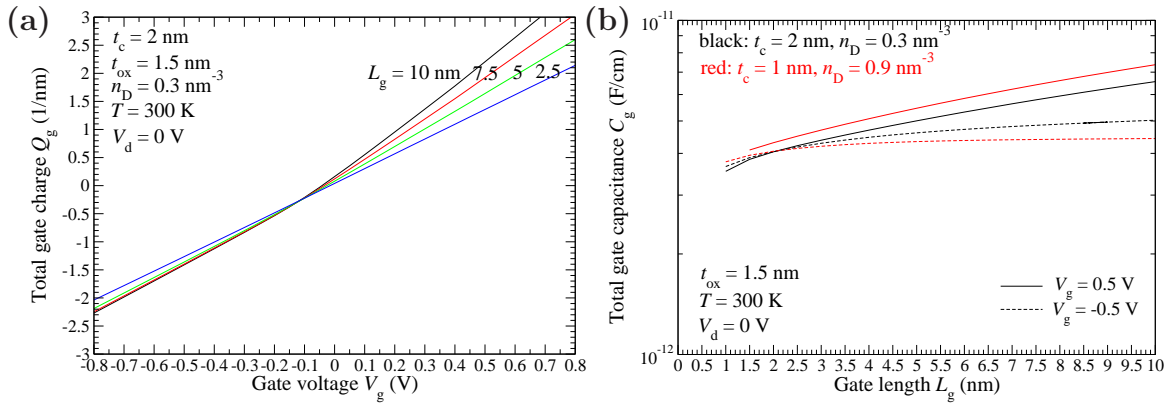 (a)
3
2.5
2
1.5
1
0.5
0
-0.5
-1
-1.5
-2
-2.5
-3
Total gate charge Q_g (1/nm)
t_c = 2 nm
t_ox = 1.5 nm
n_D = 0.3 nm^-3
T = 300 K
V_d = 0 V
L_g = 10 nm 7.5 5 2.5
-0.8 -0.7 -0.6 -0.5 -0.4 -0.3 -0.2 -0.1 0 0.1 0.2 0.3 0.4 0.5 0.6 0.7 0.8
Gate voltage V_g (V)
(b)
10^-11
10^-12
Total gate capacitance C_g (F/cm)
black: t_c = 2 nm, n_D = 0.3 nm^-3
red: t_c = 1 nm, n_D = 0.9 nm^-3
t_ox = 1.5 nm
T = 300 K
V_d = 0 V
V_g = 0.5 V
V_g = -0.5 V
0 0.5 1 1.5 2 2.5 3 3.5 4 4.5 5 5.5 6 6.5 7 7.5 8 8.5 9 9.5 10
Gate length L_g (nm)